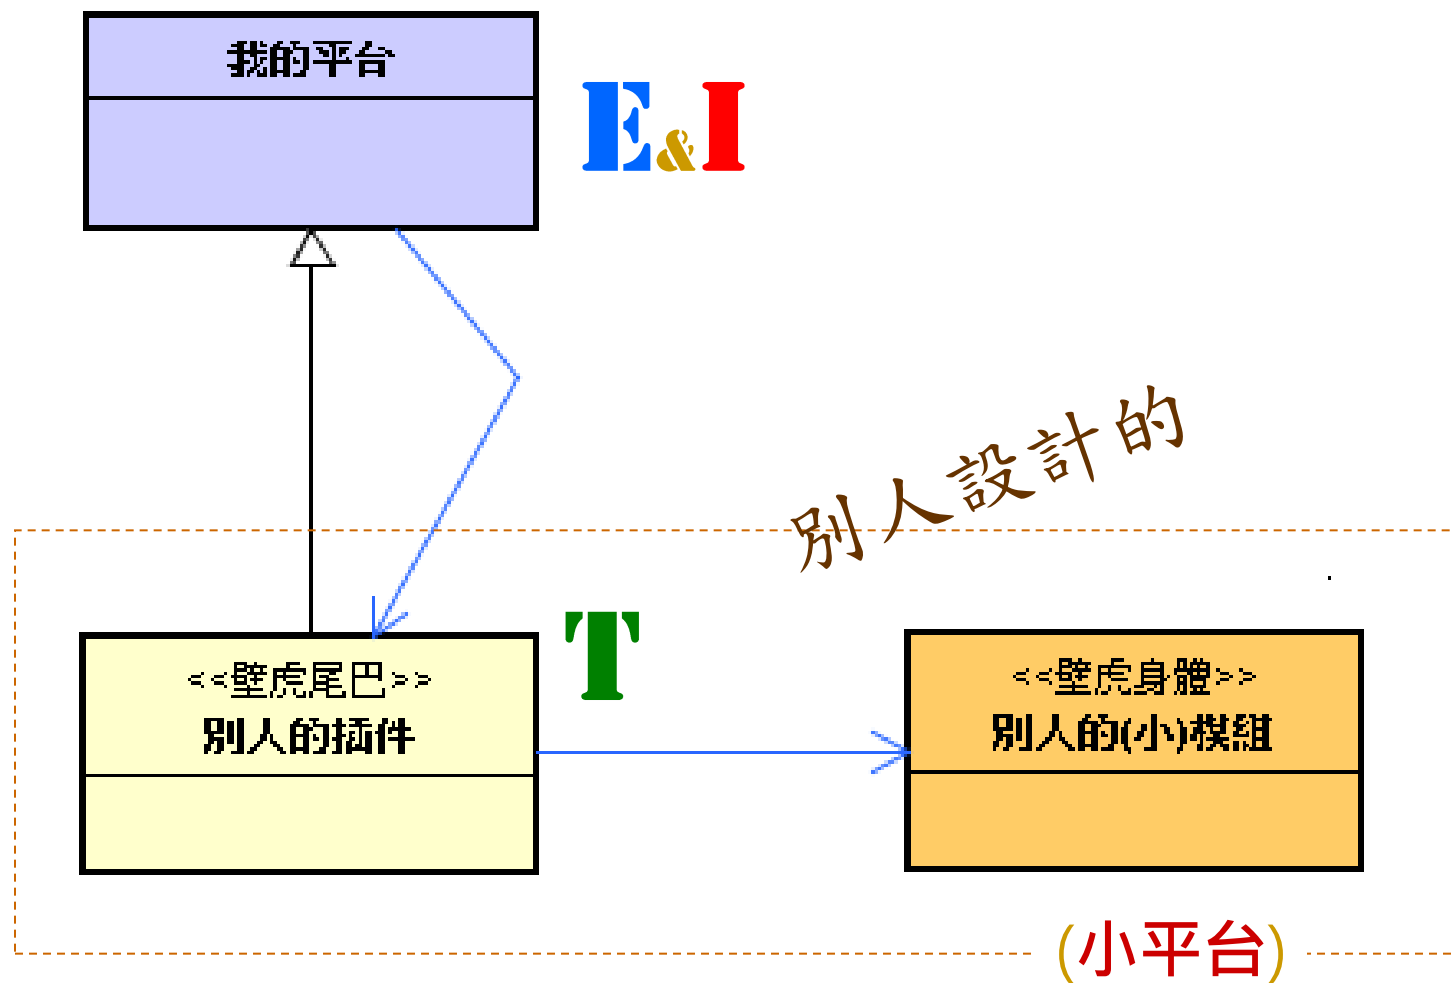 我的平台
E&I
別人設計的
<<壁虎尾巴>>
別人的插件
T
<<壁虎身體>>
別人的(小)模組
(小平台)